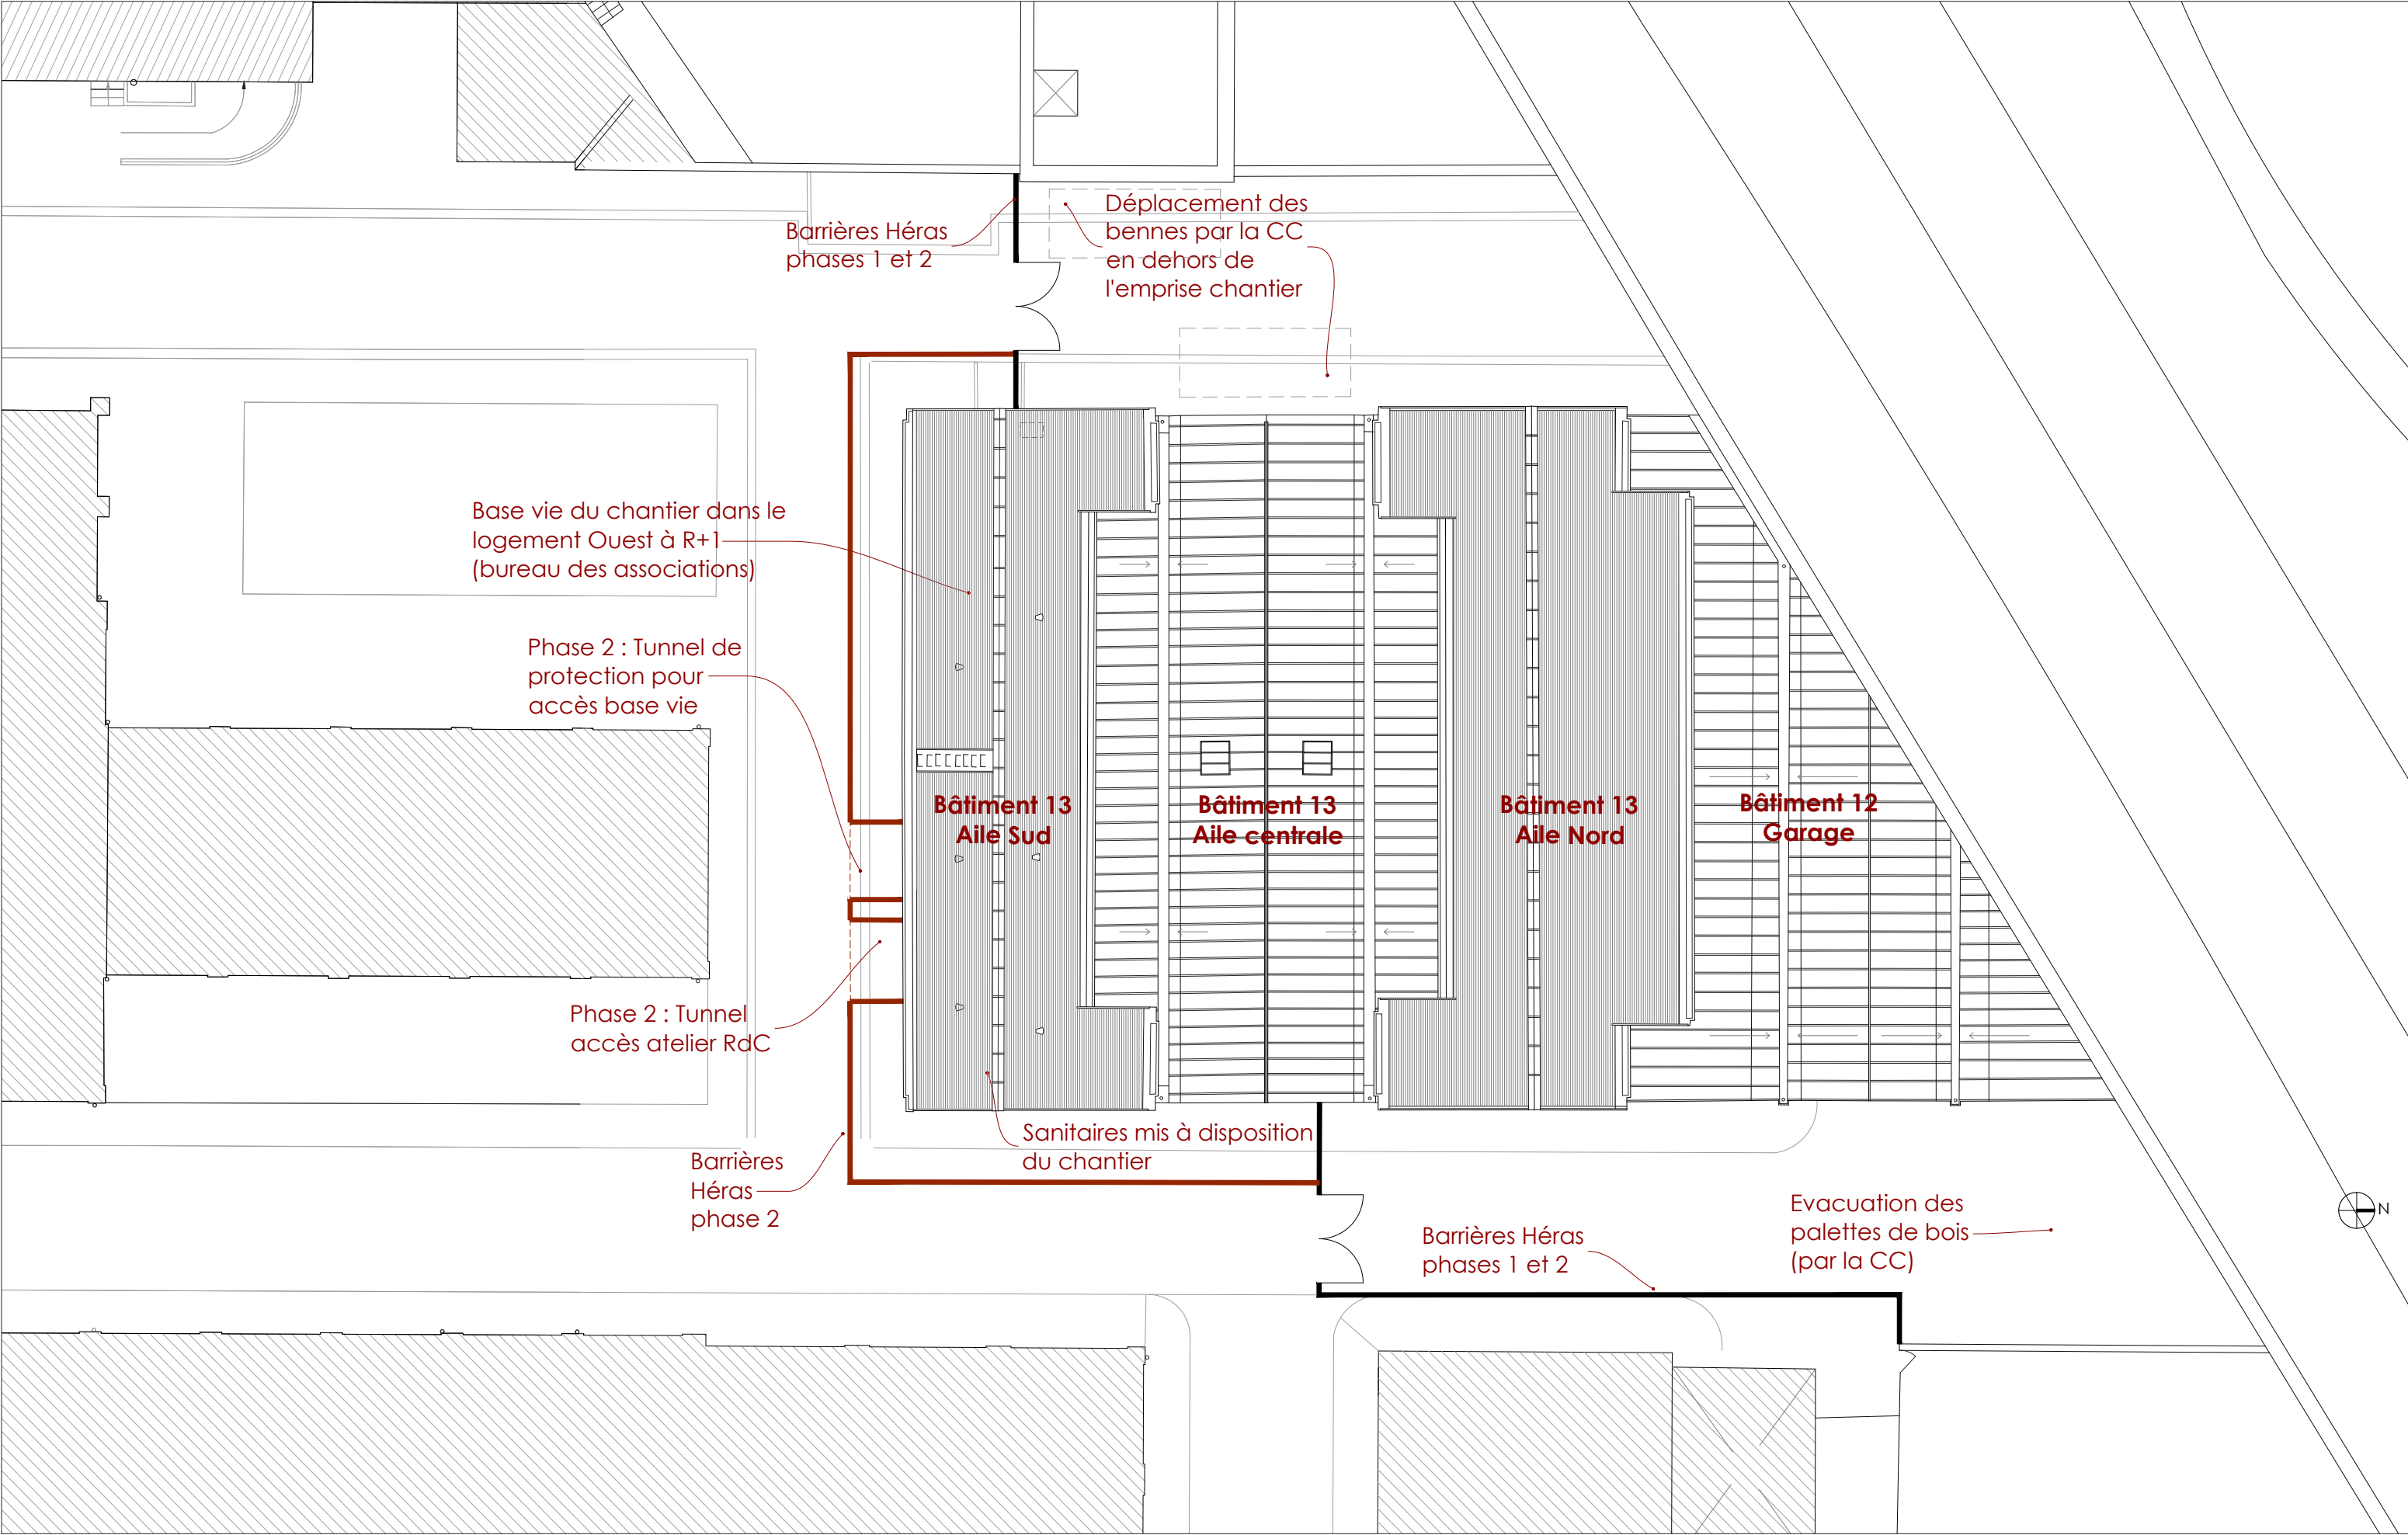 Déplacement des
bennes par la CC
en dehors de
l'emprise chantier
Barrières Héras
phases 1 et 2
Base vie du chantier dans le
logement Ouest à R+1
(bureau des associations)
Phase 2 : Tunnel de
protection pour
accès base vie
Bâtiment 13
Aile Sud
Bâtiment 13
Aile centrale
Bâtiment 13
Aile Nord
Bâtiment 12
Garage
Phase 2 : Tunnel
accès atelier RdC
Sanitaires mis à disposition
du chantier
Barrières
Héras
phase 2
Evacuation des
palettes de bois
(par la CC)
N
Barrières Héras
phases 1 et 2